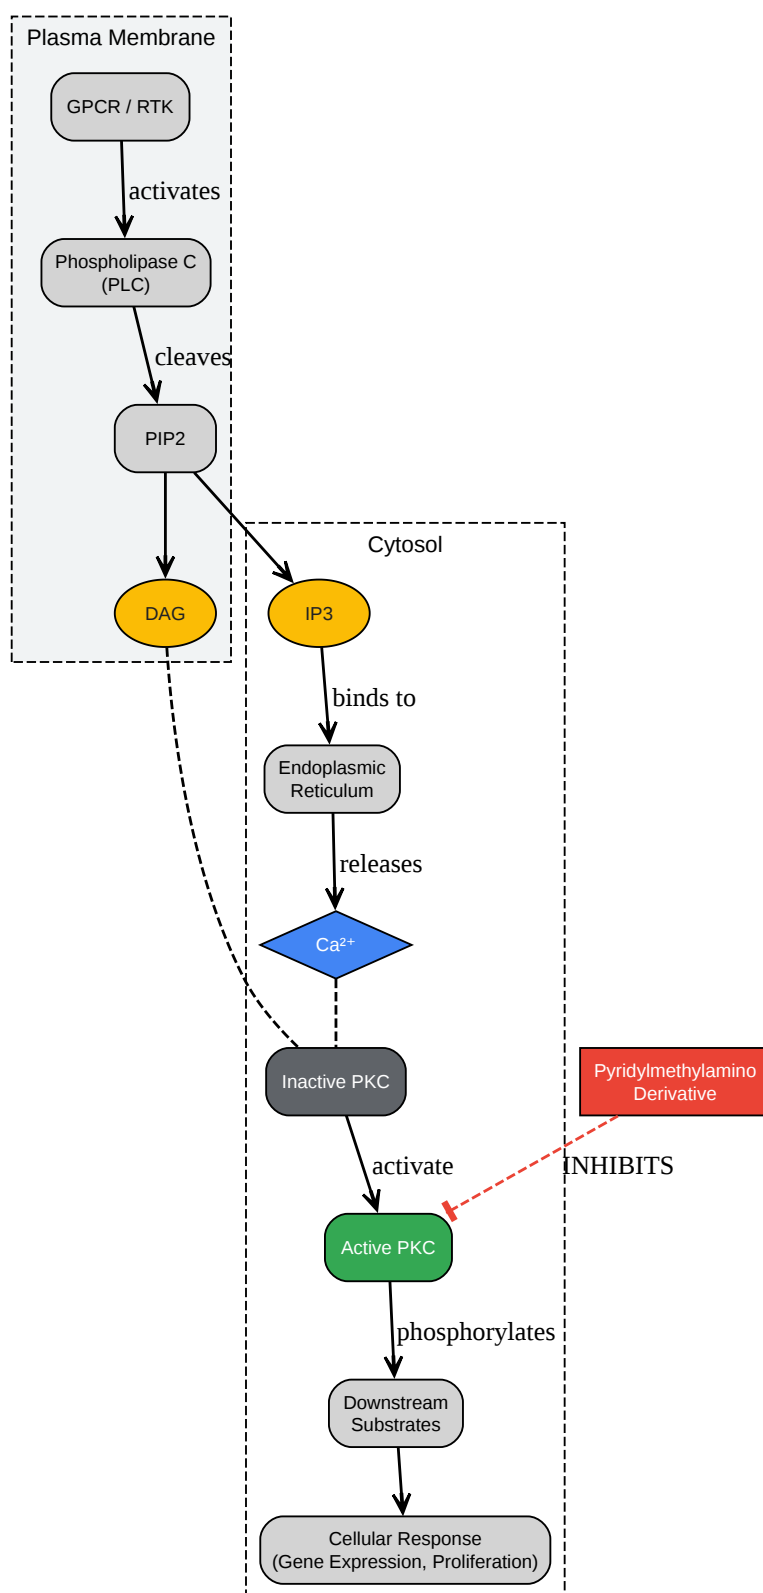 Plasma Membrane
GPCR / RTK
activates
Phospholipase C
(PLC)
cleaves
PIP2
Cytosol
DAG
IP3
binds to
Endoplasmic
Reticulum
releases
Ca²⁺
Inactive PKC
Pyridylmethylamino
Derivative
activate
INHIBITS
Active PKC
phosphorylates
Downstream
Substrates
Cellular Response
(Gene Expression, Proliferation)